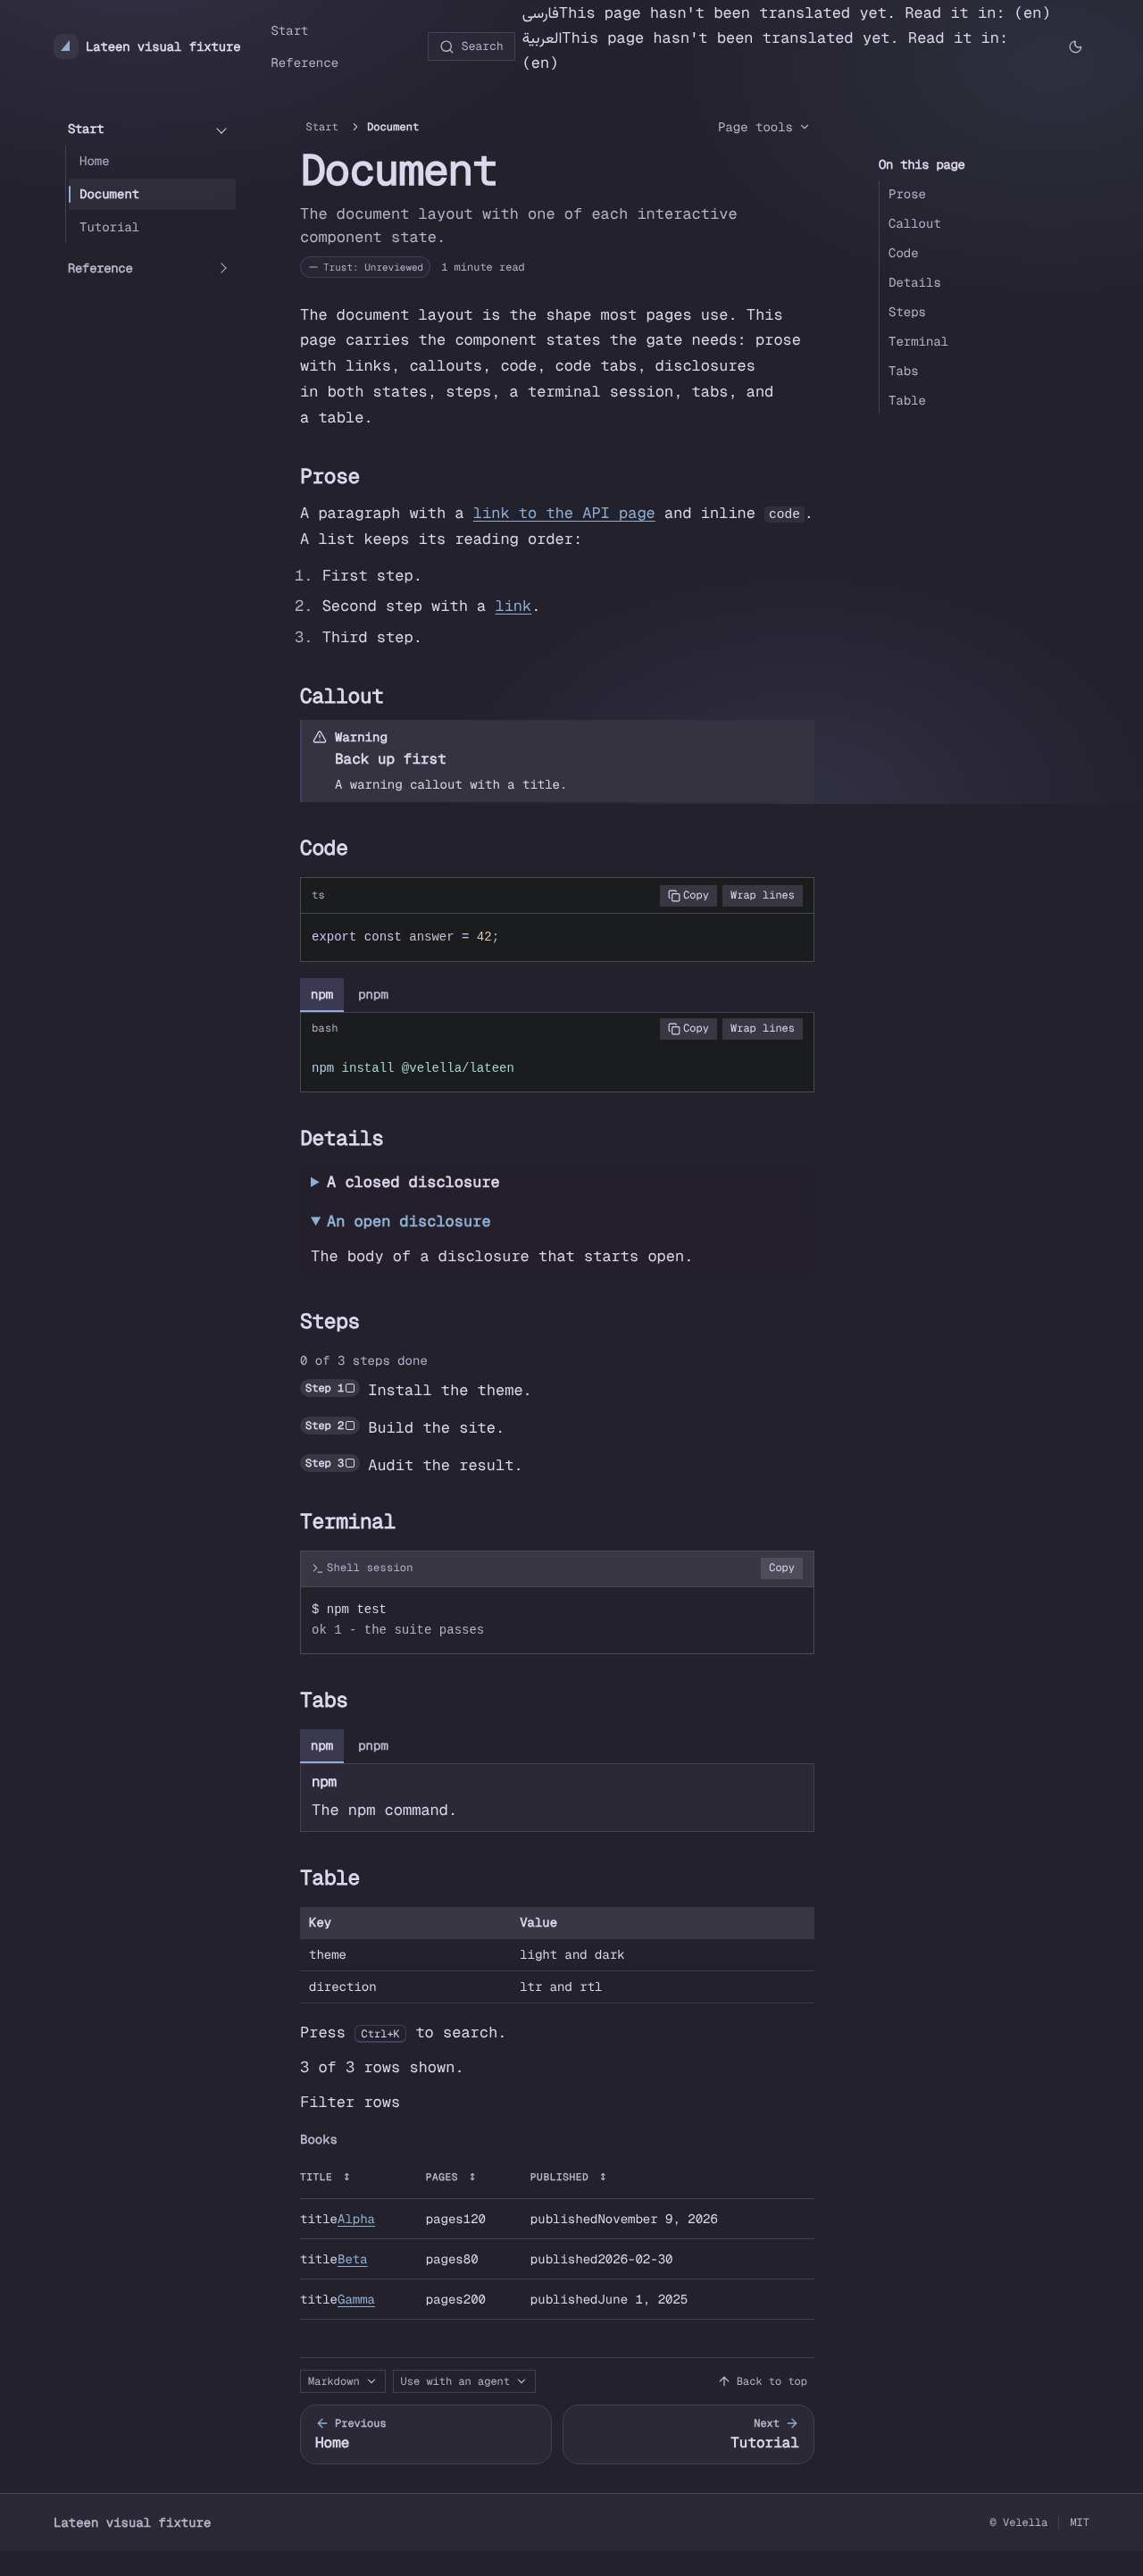 Lateen visual fixture
Start
Reference
Search
فارسیThis page hasn't been translated yet. Read it in: (en)
العربيةThis page hasn't been translated yet. Read it in:
(en)
Start
Home
Document
Tutorial
Reference
Start
Document
Page tools
Document
The document layout with one of each interactive
component state.
Trust: Unreviewed
1 minute read
The document layout is the shape most pages use. This
page carries the component states the gate needs: prose
with links, callouts, code, code tabs, disclosures
in both states, steps, a terminal session, tabs, and
a table.
On this page
Prose
Callout
Code
Details
Steps
Terminal
Tabs
Table
Prose
A paragraph with a link to the API page and inline code.
A list keeps its reading order:
1. First step.
2. Second step with a link.
3. Third step.
Callout
Warning
Back up first
A warning callout with a title.
Code
ts
Copy
Wrap lines
export const answer = 42;
npm
pnpm
bash
Copy
Wrap lines
npm install @velella/lateen
Details
A closed disclosure
An open disclosure
The body of a disclosure that starts open.
Steps
0 of 3 steps done
Step 1 Install the theme.
Step 2 Build the site.
Step 3 Audit the result.
Terminal
Shell session
Copy
$ npm test
ok 1 - the suite passes
Tabs
npm
pnpm
npm
The npm command.
Table
Key Value
theme light and dark
direction ltr and rtl
Press Ctrl+K to search.
3 of 3 rows shown.
Filter rows
Books
TITLE ↕ PAGES ↕ PUBLISHED ↕
titleAlpha pages120 publishedNovember 9, 2026
titleBeta pages80 published2026-02-30
titleGamma pages200 publishedJune 1, 2025
Markdown
Use with an agent
↑ Back to top
← Previous
Home
Next →
Tutorial
Lateen visual fixture
© Velella
MIT